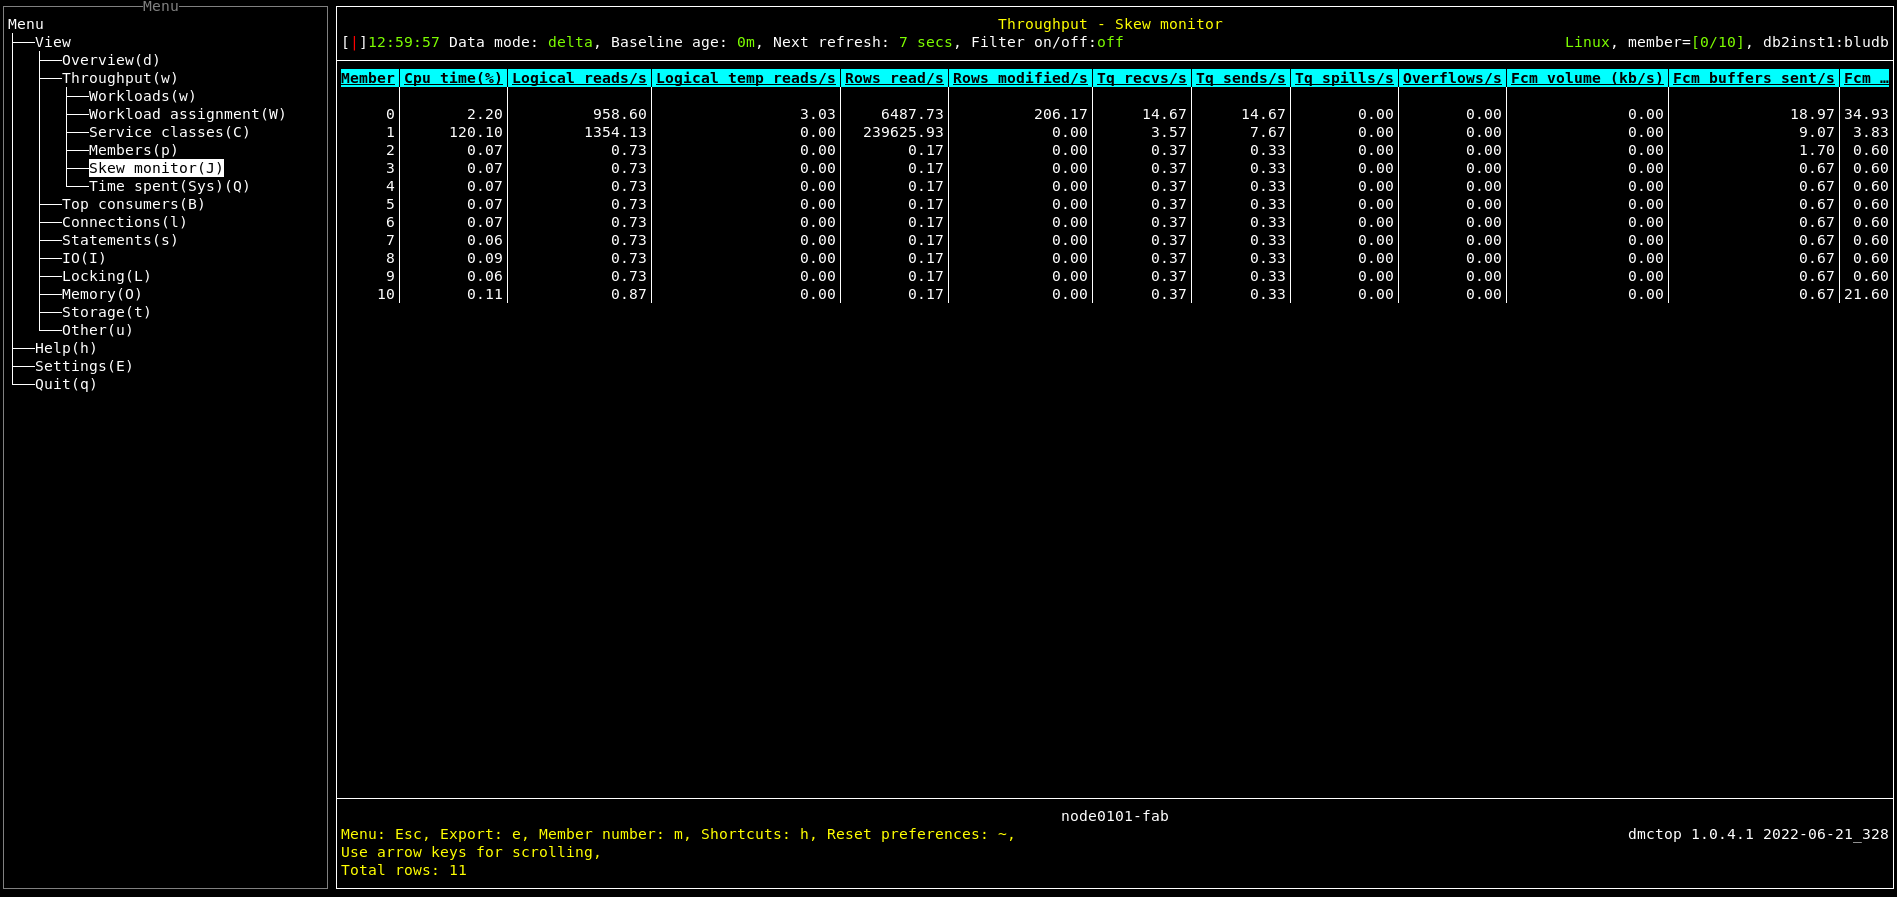 Menu
Menu
View
Overview(d)
Throughput(w)
Workloads(w)
Workload assignment(W)
Service classes(C)
Members(p)
Skew monitor(J)
Time spent(Sys)(Q)
Top consumers(B)
Connections(l)
Statements(s)
IO(I)
Locking(L)
Memory(O)
Storage(t)
Other(u)
Help(h)
Settings(E)
Quit(q)
Throughput - Skew monitor
[|]12:59:57 Data mode: delta, Baseline age: 0m, Next refresh: 7 secs, Filter on/off:off Linux, member=[0/10], db2inst1:bludb
Member Cpu time(%) Logical reads/s Logical temp reads/s Rows read/s Rows modified/s Tq recvs/s Tq sends/s Tq spills/s Overflows/s Fcm volume (kb/s) Fcm buffers sent/s Fcm …
0 2.20 958.60 3.03 6487.73 206.17 14.67 14.67 0.00 0.00 0.00 18.97 34.93
1 120.10 1354.13 0.00 239625.93 0.00 3.57 7.67 0.00 0.00 0.00 9.07 3.83
2 0.07 0.73 0.00 0.17 0.00 0.37 0.33 0.00 0.00 0.00 1.70 0.60
3 0.07 0.73 0.00 0.17 0.00 0.37 0.33 0.00 0.00 0.00 0.67 0.60
4 0.07 0.73 0.00 0.17 0.00 0.37 0.33 0.00 0.00 0.00 0.67 0.60
5 0.07 0.73 0.00 0.17 0.00 0.37 0.33 0.00 0.00 0.00 0.67 0.60
6 0.07 0.73 0.00 0.17 0.00 0.37 0.33 0.00 0.00 0.00 0.67 0.60
7 0.06 0.73 0.00 0.17 0.00 0.37 0.33 0.00 0.00 0.00 0.67 0.60
8 0.09 0.73 0.00 0.17 0.00 0.37 0.33 0.00 0.00 0.00 0.67 0.60
9 0.06 0.73 0.00 0.17 0.00 0.37 0.33 0.00 0.00 0.00 0.67 0.60
10 0.11 0.87 0.00 0.17 0.00 0.37 0.33 0.00 0.00 0.00 0.67 21.60
node0101-fab
Menu: Esc, Export: e, Member number: m, Shortcuts: h, Reset preferences: ~, dmctop 1.0.4.1 2022-06-21_328
Use arrow keys for scrolling,
Total rows: 11